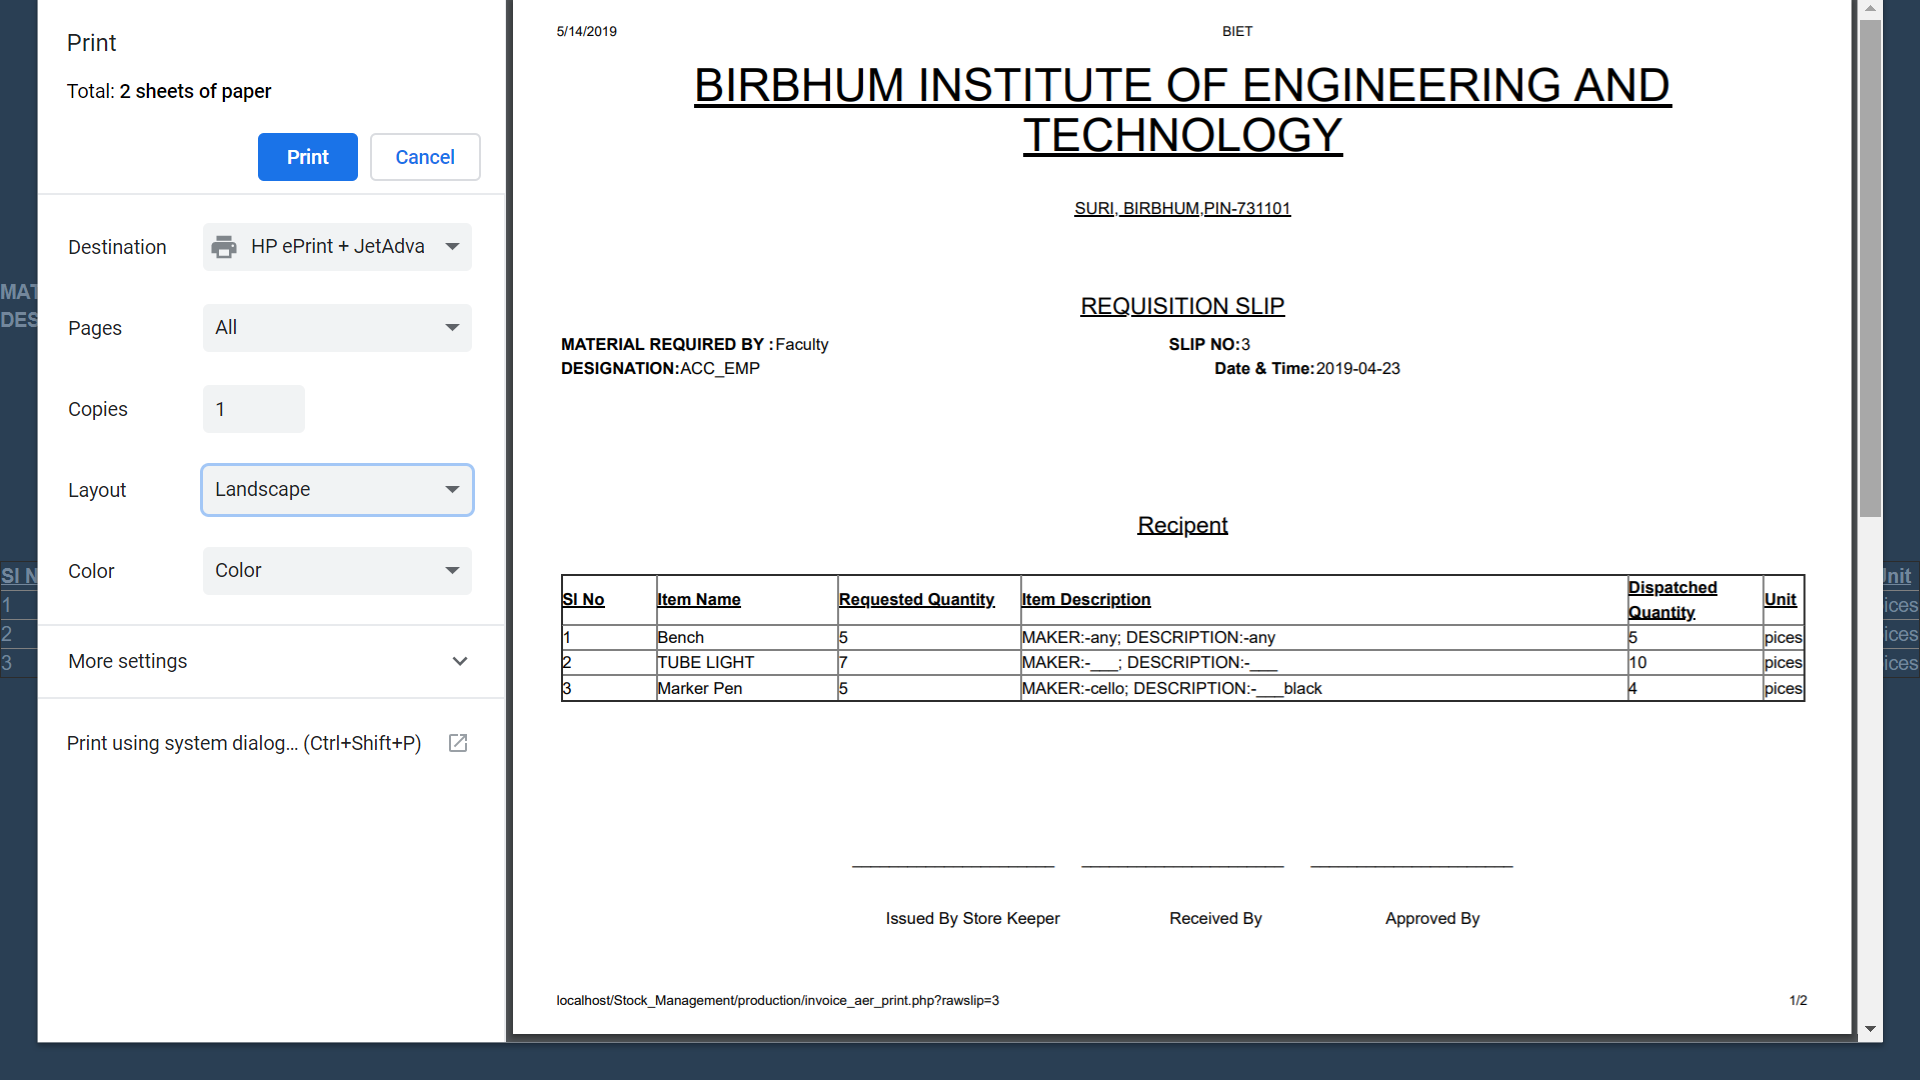 Print
Total: 2 sheets of paper
Print Cancel
Destination HP ePrint + JetAdva
Pages All
Copies 1
Layout Landscape
Color Color
More settings
Print using system dialog... (Ctrl+Shift+P)
5/14/2019 BIET
BIRBHUM INSTITUTE OF ENGINEERING AND
TECHNOLOGY
SURI, BIRBHUM,PIN-731101
REQUISITION SLIP
MATERIAL REQUIRED BY :Faculty SLIP NO:3
DESIGNATION:ACC_EMP Date & Time:2019-04-23
Recipent
Sl No Item Name Requested Quantity Item Description Dispatched Quantity Unit
1 Bench 5 MAKER:-any; DESCRIPTION:-any 5 pices
2 TUBE LIGHT 7 MAKER:-___; DESCRIPTION:-___ 10 pices
3 Marker Pen 5 MAKER:-cello; DESCRIPTION:-___black 4 pices
Issued By Store Keeper Received By Approved By
localhost/Stock_Management/production/invoice_aer_print.php?rawslip=3 1/2
MAT
DES
Sl N
1
2
3
Unit
ices
ices
ices